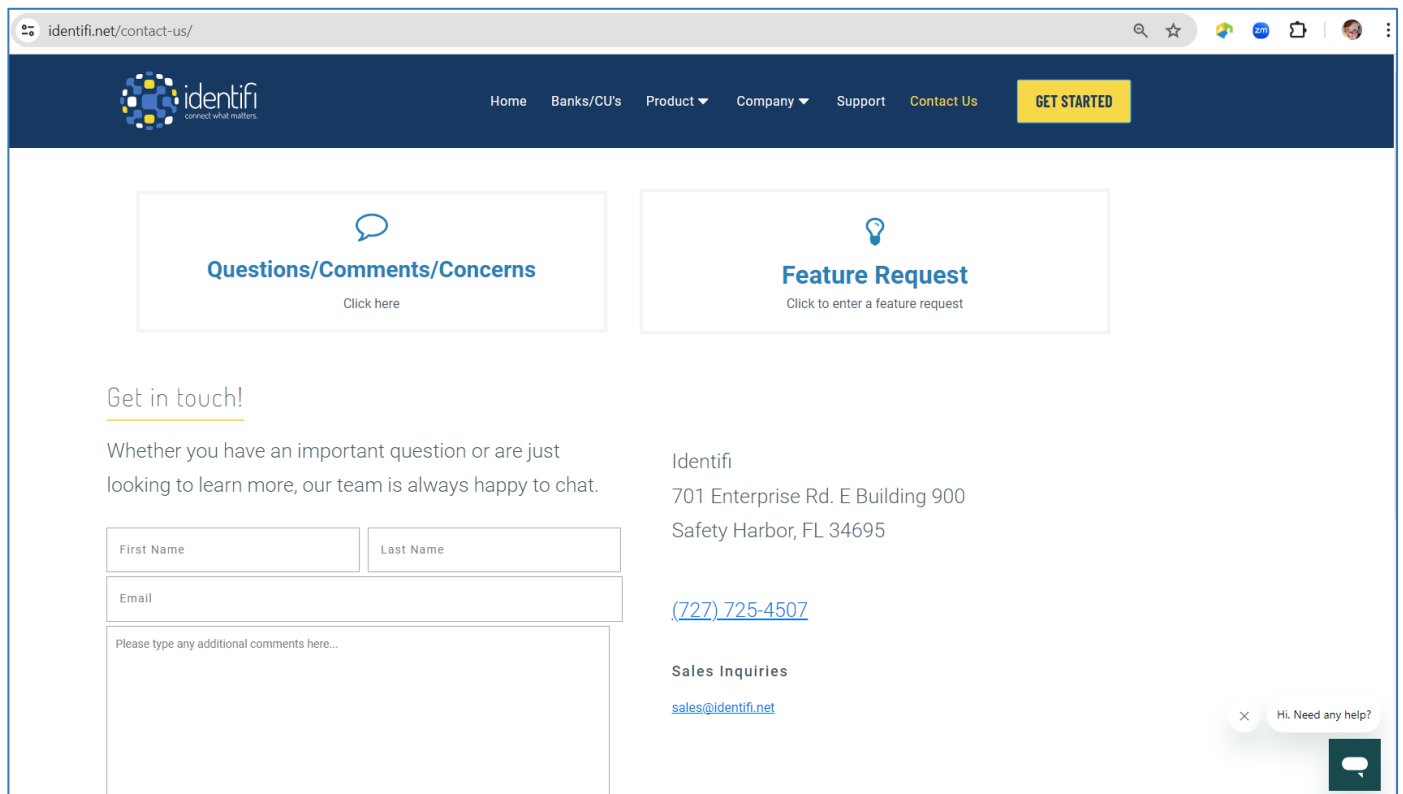 identifi.net/contact-us/
zm
identifi
connect what matters.
Home Banks/CU's Product Company Support Contact Us GET STARTED
Questions/Comments/Concerns
Click here
Feature Request
Click to enter a feature request
Get in touch!
Whether you have an important question or are just
looking to learn more, our team is always happy to chat.
First Name Last Name
Email
Please type any additional comments here...
Identifi
701 Enterprise Rd. E Building 900
Safety Harbor, FL 34695
(727) 725-4507
Sales Inquiries
sales@identifi.net
Hi. Need any help?